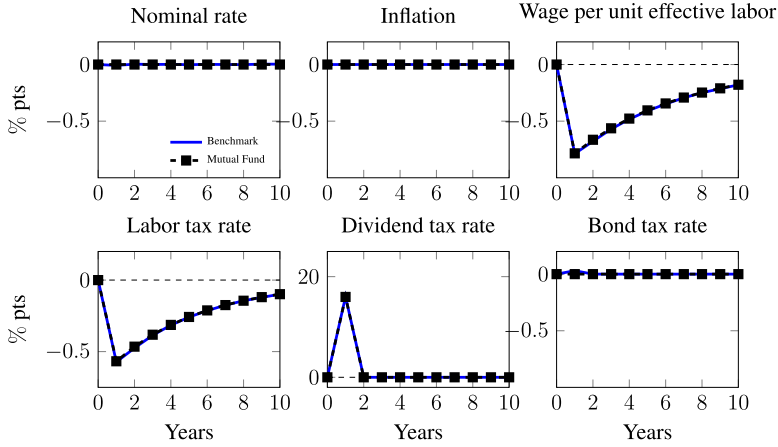 Nominal rate
Inflation
Wage per unit effective labor
% pts
0
−0.5
0 2 4 6 8 10
Benchmark
Mutual Fund
0
−0.5
0 2 4 6 8 10
0
−0.5
0 2 4 6 8 10
Labor tax rate
Dividend tax rate
Bond tax rate
% pts
0
−0.5
0 2 4 6 8 10
Years
20
0
0 2 4 6 8 10
Years
0
−0.5
0 2 4 6 8 10
Years